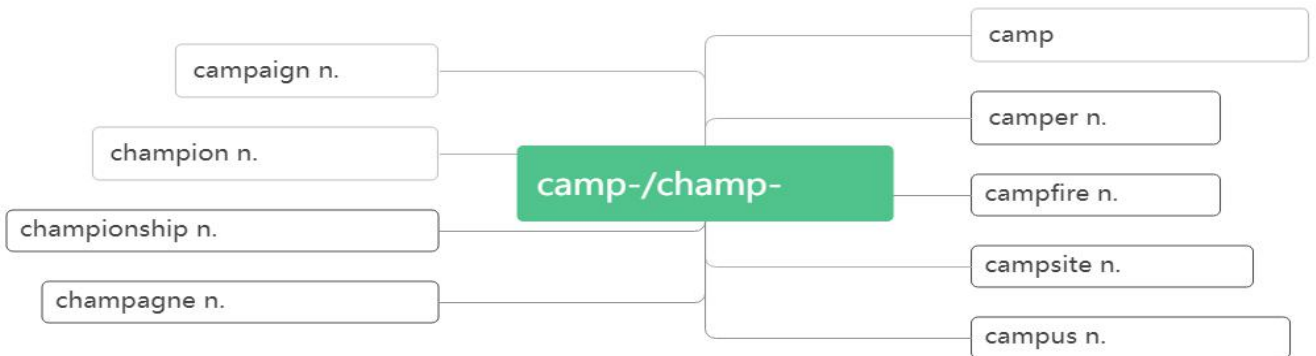 camp-/champ-
campaign n.
champion n.
championship n.
champagne n.
camp
camper n.
campfire n.
campsite n.
campus n.